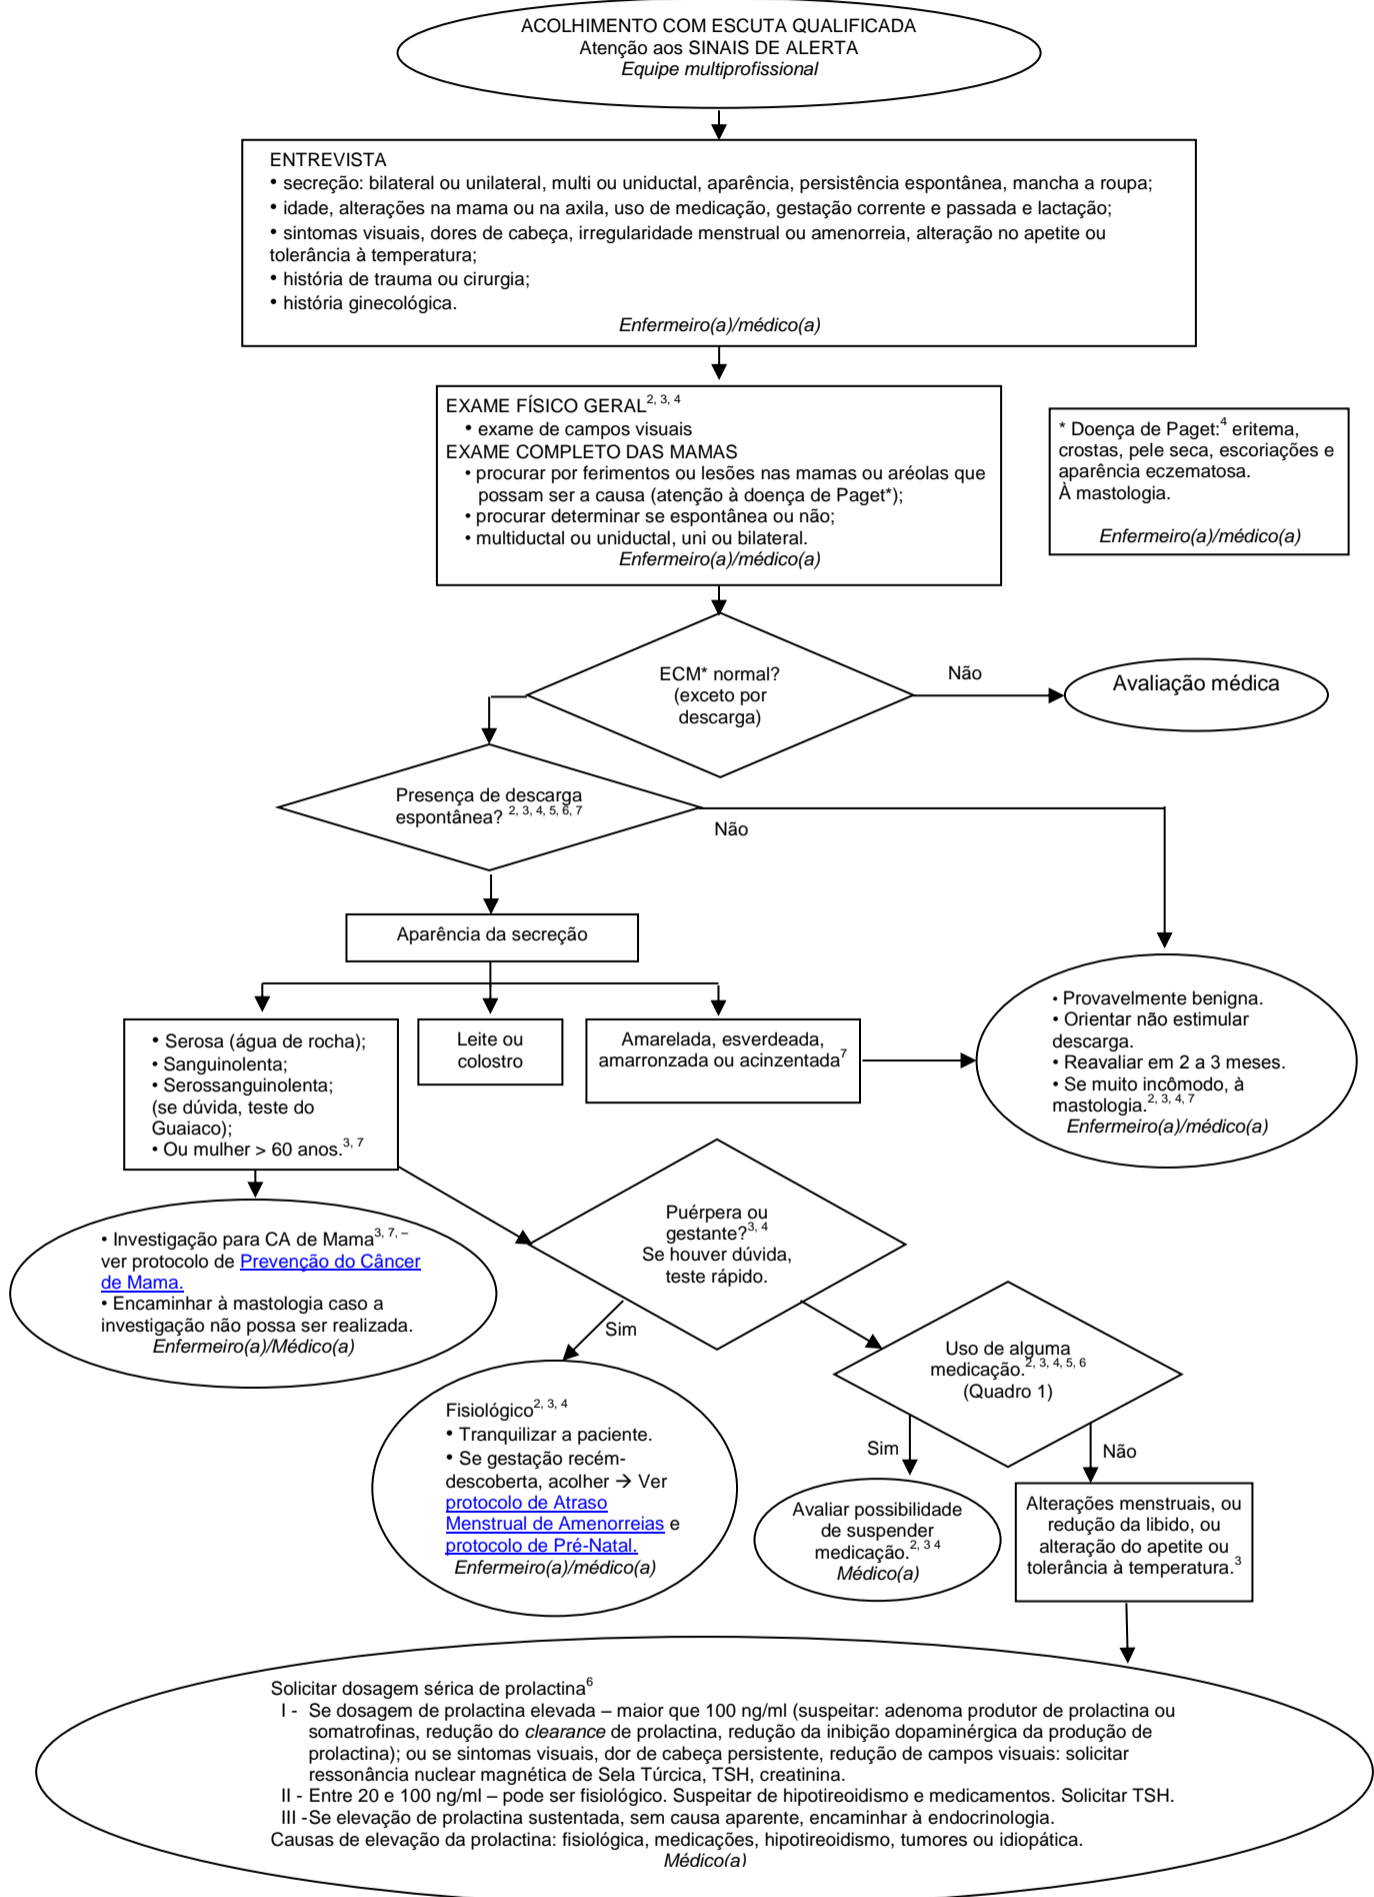 ACOLHIMENTO COM ESCUTA QUALIFICADA
Atenção aos SINAIS DE ALERTA
Equipe multiprofissional
ENTREVISTA
• secreção: bilateral ou unilateral, multi ou uniductal, aparência, persistência espontânea, mancha a roupa;
• idade, alterações na mama ou na axila, uso de medicação, gestação corrente e passada e lactação;
• sintomas visuais, dores de cabeça, irregularidade menstrual ou amenorreia, alteração no apetite ou
tolerância à temperatura;
• história de trauma ou cirurgia;
• história ginecológica.
Enfermeiro(a)/médico(a)
EXAME FÍSICO GERAL2, 3, 4
• exame de campos visuais
EXAME COMPLETO DAS MAMAS
• procurar por ferimentos ou lesões nas mamas ou aréolas que
possam ser a causa (atenção à doença de Paget*);
• procurar determinar se espontânea ou não;
• multiductal ou uniductal, uni ou bilateral.
Enfermeiro(a)/médico(a)
* Doença de Paget:4 eritema,
crostas, pele seca, escoriações e
aparência eczematosa.
À mastologia.
Enfermeiro(a)/médico(a)
ECM* normal?
(exceto por
descarga)
Não
Avaliação médica
Presença de descarga
espontânea? 2, 3, 4, 5, 6, 7
Não
Aparência da secreção
• Serosa (água de rocha);
• Sanguinolenta;
• Serossanguinolenta;
(se dúvida, teste do
Guaiaco);
• Ou mulher > 60 anos.3, 7
Leite ou
colostro
Amarelada, esverdeada,
amarronzada ou acinzentada7
• Provavelmente benigna.
• Orientar não estimular
descarga.
• Reavaliar em 2 a 3 meses.
• Se muito incômodo, à
mastologia.2, 3, 4, 7
Enfermeiro(a)/médico(a)
• Investigação para CA de Mama3, 7, –
ver protocolo de Prevenção do Câncer
de Mama.
• Encaminhar à mastologia caso a
investigação não possa ser realizada.
Enfermeiro(a)/Médico(a)
Puérpera ou
gestante?3, 4
Se houver dúvida,
teste rápido.
Sim
Fisiológico2, 3, 4
• Tranquilizar a paciente.
• Se gestação recém-
descoberta, acolher → Ver
protocolo de Atraso
Menstrual de Amenorreias e
protocolo de Pré-Natal.
Enfermeiro(a)/médico(a)
Uso de alguma
medicação.2, 3, 4, 5, 6
(Quadro 1)
Sim
Não
Avaliar possibilidade
de suspender
medicação.2, 3 4
Médico(a)
Alterações menstruais, ou
redução da libido, ou
alteração do apetite ou
tolerância à temperatura.3
Solicitar dosagem sérica de prolactina6
I - Se dosagem de prolactina elevada – maior que 100 ng/ml (suspeitar: adenoma produtor de prolactina ou
somatrofinas, redução do clearance de prolactina, redução da inibição dopaminérgica da produção de
prolactina); ou se sintomas visuais, dor de cabeça persistente, redução de campos visuais: solicitar
ressonância nuclear magnética de Sela Túrcica, TSH, creatinina.
II - Entre 20 e 100 ng/ml – pode ser fisiológico. Suspeitar de hipotireoidismo e medicamentos. Solicitar TSH.
III -Se elevação de prolactina sustentada, sem causa aparente, encaminhar à endocrinologia.
Causas de elevação da prolactina: fisiológica, medicações, hipotireoidismo, tumores ou idiopática.
Médico(a)